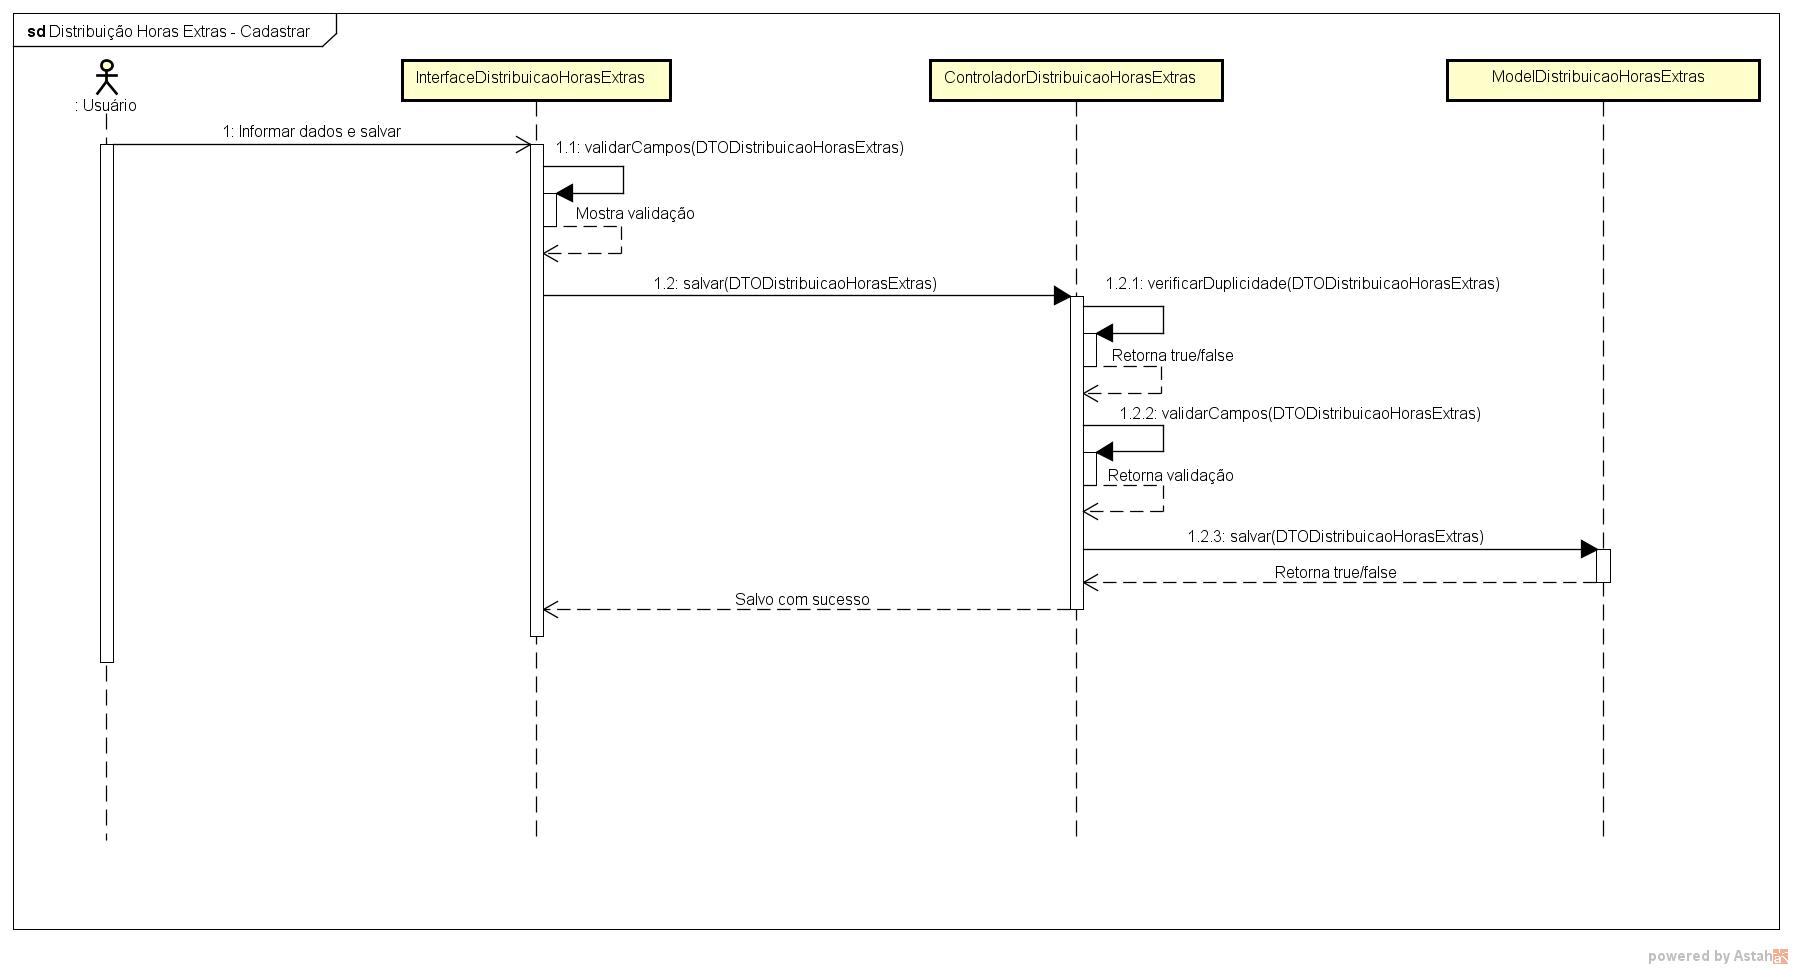 sd Distribuição Horas Extras - Cadastrar
: Usuário
InterfaceDistribuicaoHorasExtras
ControladorDistribuicaoHorasExtras
ModelDistribuicaoHorasExtras
1: Informar dados e salvar
1.1: validarCampos(DTODistribuicaoHorasExtras)
Mostra validação
1.2: salvar(DTODistribuicaoHorasExtras)
1.2.1: verificarDuplicidade(DTODistribuicaoHorasExtras)
Retorna true/false
1.2.2: validarCampos(DTODistribuicaoHorasExtras)
Retorna validação
1.2.3: salvar(DTODistribuicaoHorasExtras)
Retorna true/false
Salvo com sucesso
powered by Astah